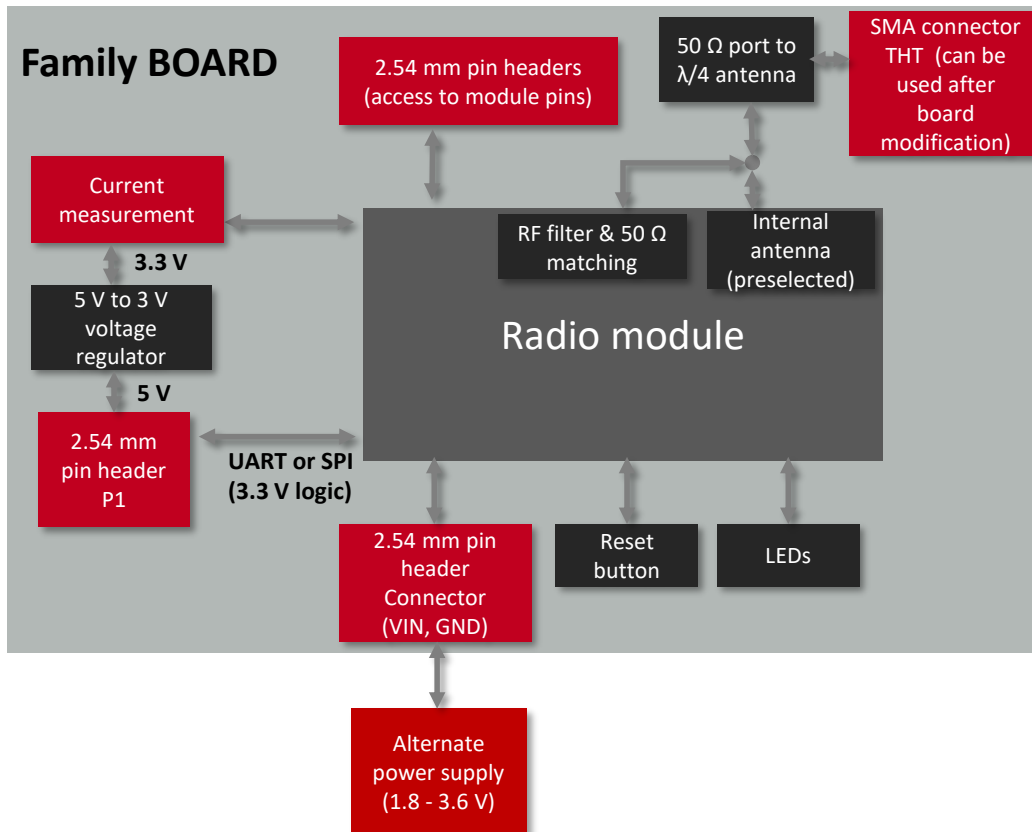 Family BOARD
2.54 mm pin headers
(access to module pins)
50 Ω port to
λ/4 antenna
SMA connector
THT (can be
used after
board
modification)
Current
measurement
3.3 V
5 V to 3 V
voltage
regulator
5 V
2.54 mm
pin header
P1
UART or SPI
(3.3 V logic)
RF filter & 50 Ω
matching
Internal
antenna
(preselected)
Radio module
2.54 mm pin
header
Connector
(VIN, GND)
Reset
button
LEDs
Alternate
power supply
(1.8 - 3.6 V)